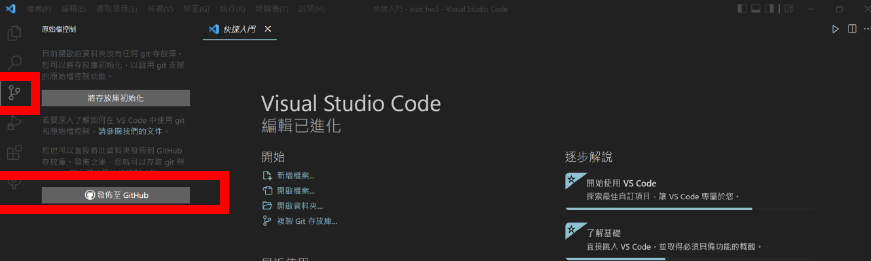 檔案(F) 編輯(E) 選取項目(S) 檢視(V) 移至(G) 執行(R) 終端機(T) 說明(H)
快速入門 - Visual Studio Code
原始檔控制
快速入門
目前開啟的資料夾沒有任何 git 存放庫。
您可以將存放庫初始化，以啟用 git 支援
的原始檔控制功能。
將存放庫初始化
若要深入了解如何在 VS Code 中使用 git
和原始檔控制，請參閱我們的文件。
您也可以直接將此資料夾發佈到 GitHub
存放庫。發佈之後，您將可以存取 git 與
發佈至 GitHub
Visual Studio Code
編輯已進化
開始
新增檔案...
開啟檔案...
開啟資料夾...
複製 Git 存放庫...
逐步解說
開始使用 VS Code
探索最佳自訂項目，讓 VS Code 專屬於您。
了解基礎
直接跳入 VS Code，並取得必須具備功能的概觀。